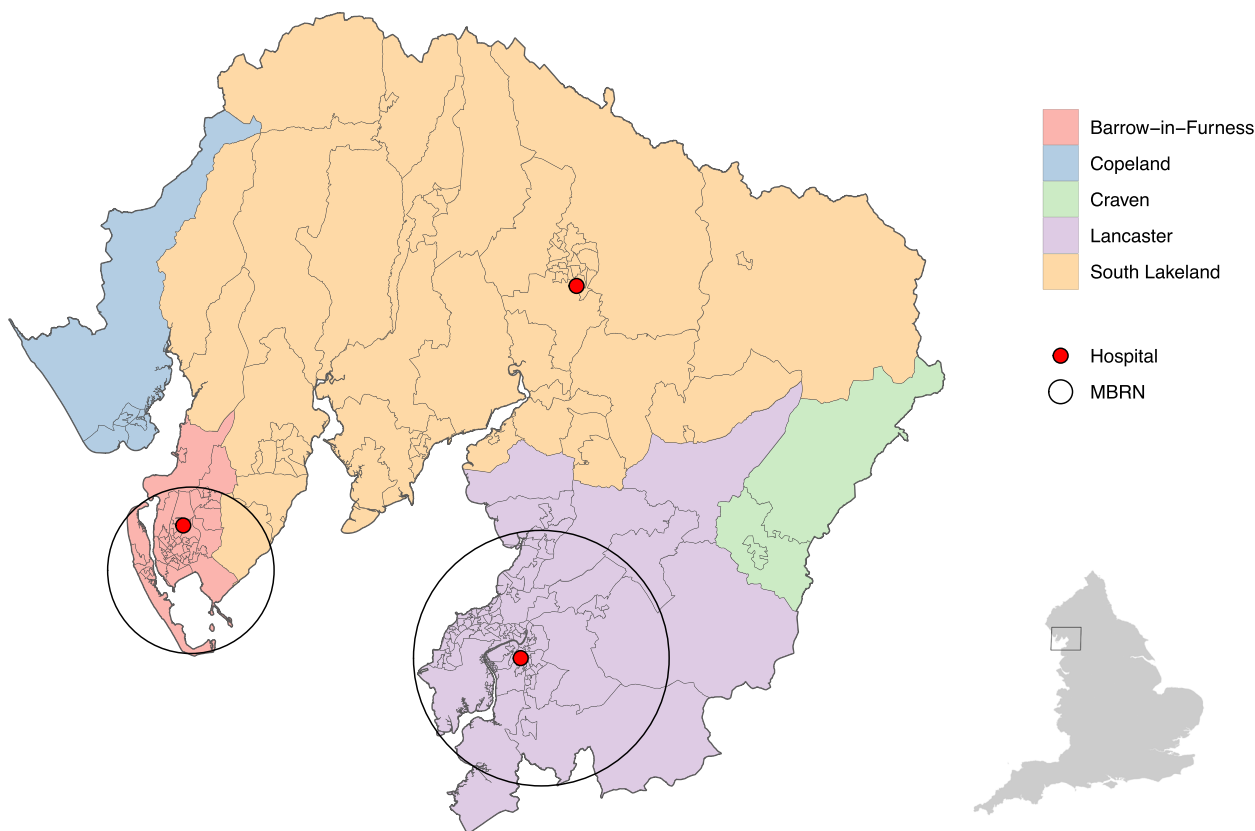 Barrow−in−Furness
Copeland
Craven
Lancaster
South Lakeland
Hospital
MBRN